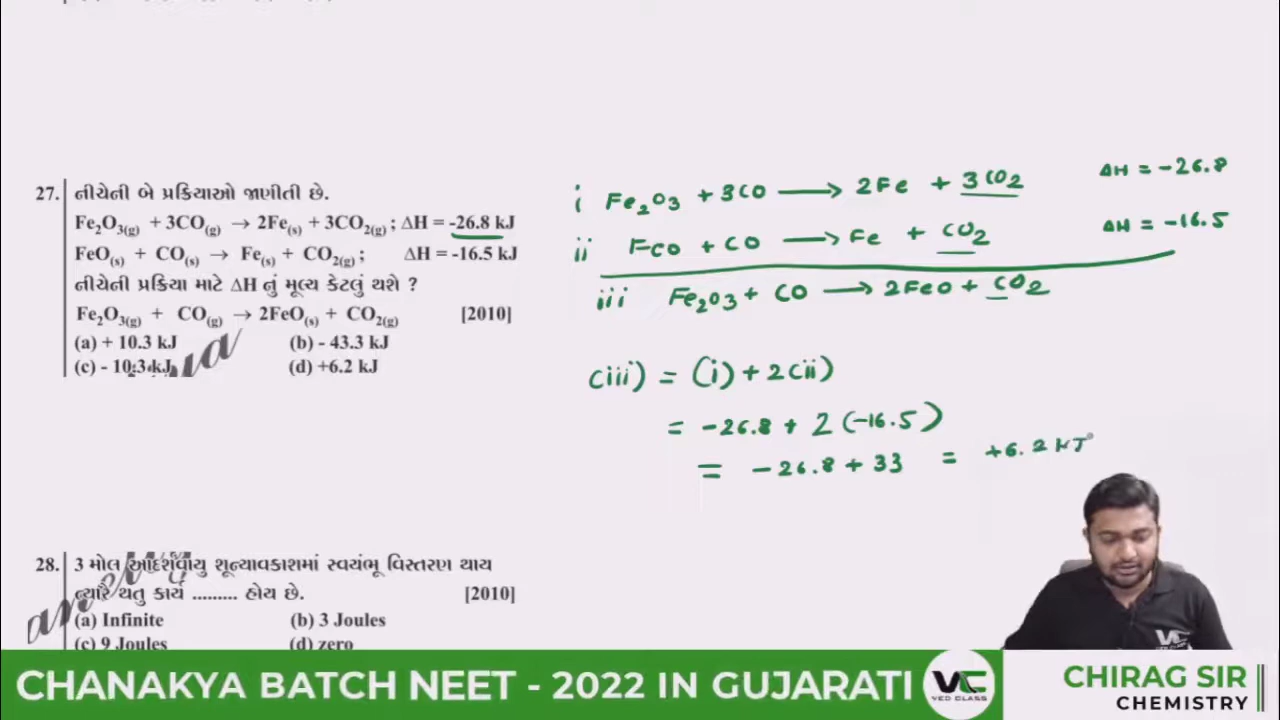 27. નીચેની બે પ્રક્રિયાઓ જાણીતી છે.
Fe₂O₃(g) + 3CO(g) → 2Fe(s) + 3CO₂(g) ; ΔH = -26.8 kJ
FeO(s) + CO(s) → Fe(s) + CO₂(g) ; ΔH = -16.5 kJ
નીચેની પ્રક્રિયા માટે ΔH નું મૂલ્ય કેટલું થશે ?
Fe₂O₃(g) + CO(g) → 2FeO(s) + CO₂(g) [2010]
(a) + 10.3 kJ (b) - 43.3 kJ
(c) - 10.3 kJ (d) +6.2 kJ
i Fe₂O₃ + 3CO ⟶ 2Fe + 3CO₂ ΔH = -26.8
ii FCO + CO ⟶ Fe + CO₂ ΔH = -16.5
iii Fe₂O₃ + CO ⟶ 2FeO + CO₂
(iii) = (i) + 2(ii)
= -26.8 + 2 (-16.5)
= -26.8 + 33 = +6.2 KJ
28. 3 મોલ આદર્શવાયુ શૂન્યાવકાશમાં સ્વયંભૂ વિસ્તરણ થાય
ત્યારે થતુ કાર્ય ......... હોય છે. [2010]
(a) Infinite (b) 3 Joules
(c) 9 Joules (d) zero
CHANAKYA BATCH NEET - 2022 IN GUJARATI
VC
VED CLASS
CHIRAG SIR
CHEMISTRY